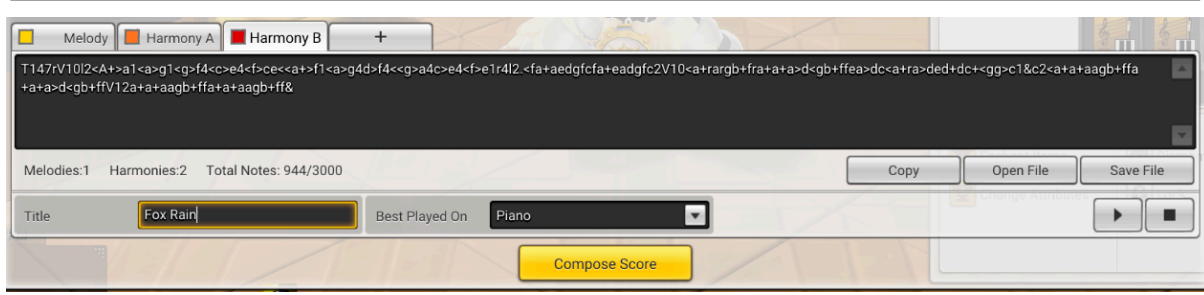 Melody Harmony A Harmony B +
T147rV10l2<A+>a1<a>g1<g>f4<c>e4<f>ce<<a+>f1<a>g4d>f4<<g>a4c>e4<f>e1r4l2.<fa+aedgfcfa+eadgfc2V10<a+rargb+fra+a+a>d<gb+ffea>dc<a+ra>ded+dc+<gg>c1&c2<a+a+aagb+ffa
+a+a>d<gb+ffV12a+a+aagb+ffa+a+aagb+ff&
Melodies:1 Harmonies:2 Total Notes: 944/3000 Copy Open File Save File
Title Fox Rain Best Played On Piano
Compose Score